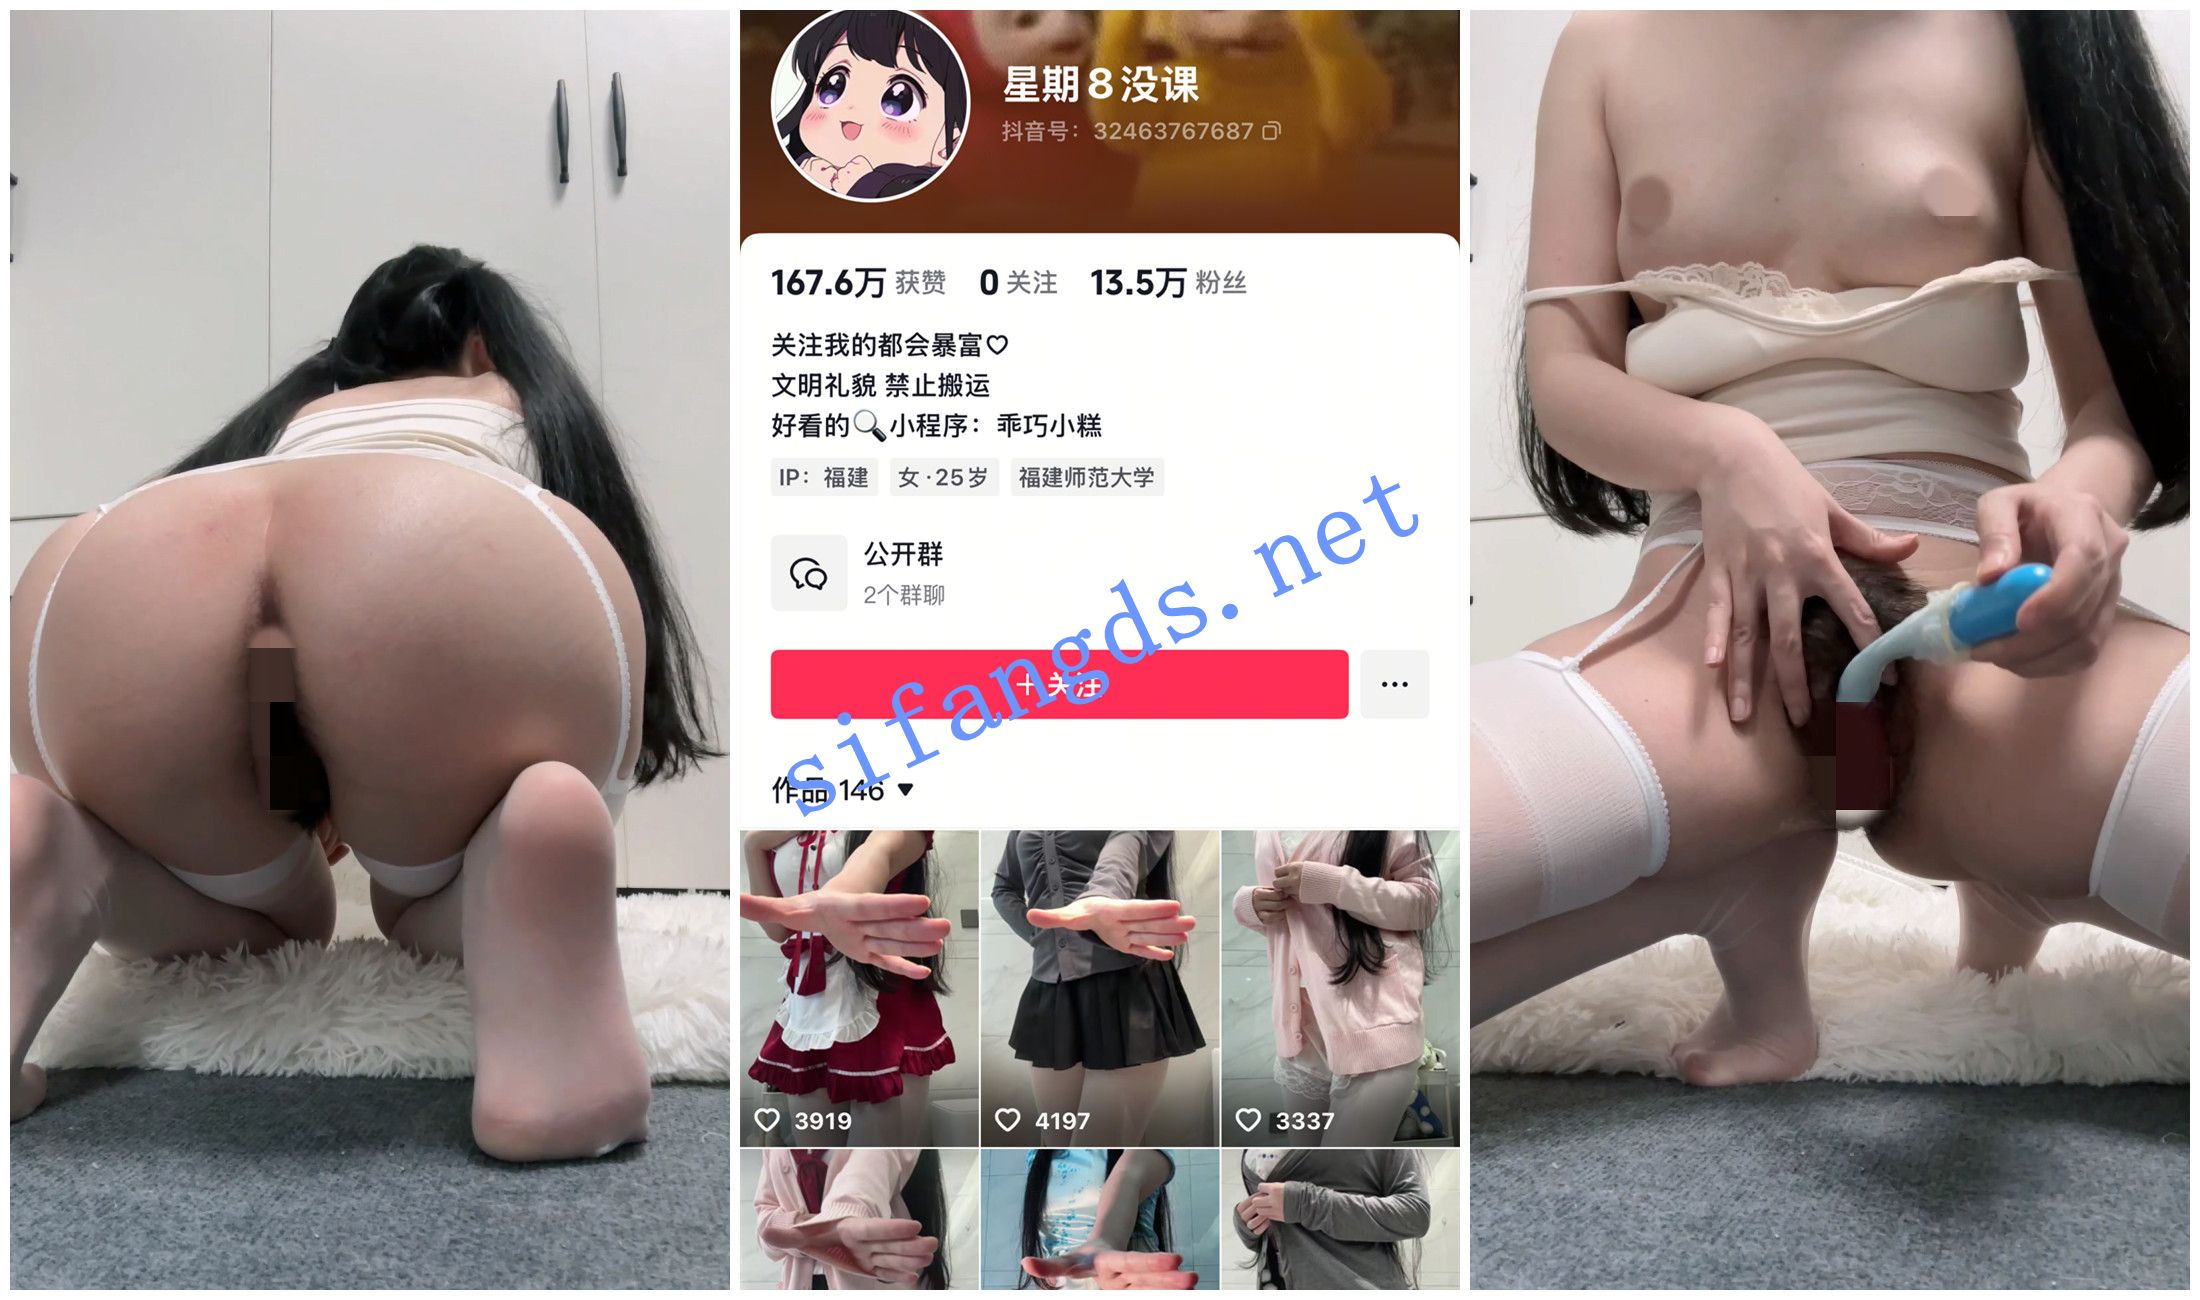 星期8没课
抖音号：32463767687
167.6万 获赞 0 关注 13.5万 粉丝
关注我的都会暴富♡
文明礼貌 禁止搬运
好看的🔍小程序：乖巧小糕
IP：福建 女·25岁 福建师范大学
公开群
2个群聊
+ 关注
sifangds.net
作品 146
3919 4197 3337